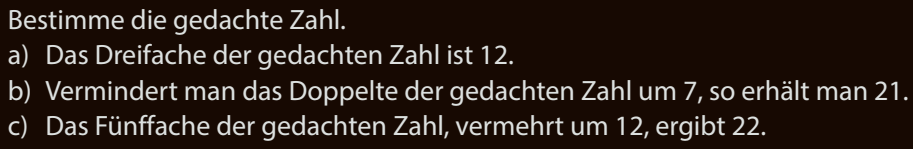 Bestimme die gedachte Zahl.
a) Das Dreifache der gedachten Zahl ist 12.
b) Vermindert man das Doppelte der gedachten Zahl um 7, so erhält man 21.
c) Das Fünffache der gedachten Zahl, vermehrt um 12, ergibt 22.